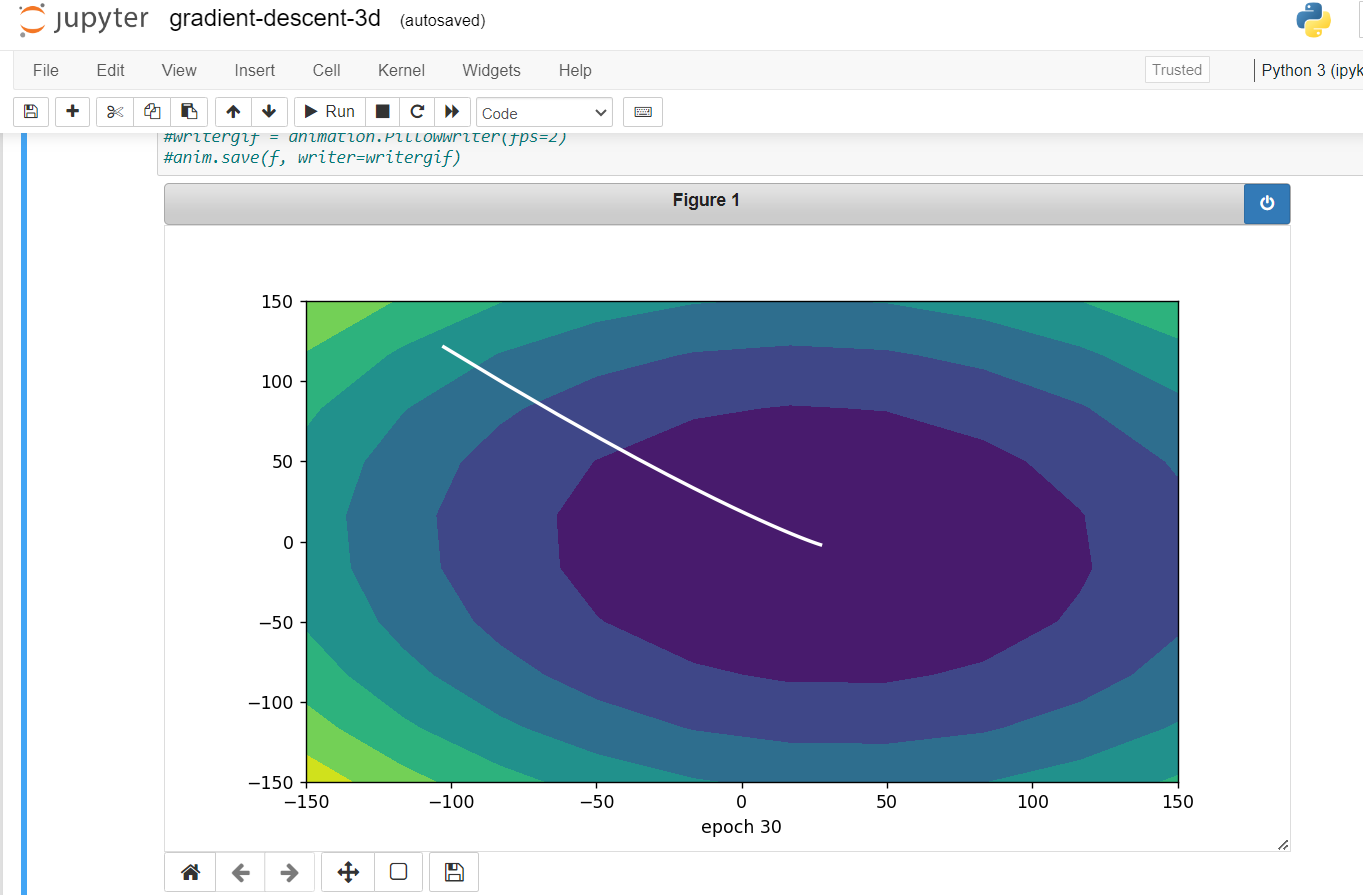 jupyter gradient-descent-3d (autosaved)
File Edit View Insert Cell Kernel Widgets Help Trusted Python 3 (ipyk
Run Code
#writergif = animation.PillowWriter(fps=2)
#anim.save(f, writer=writergif)
Figure 1
150
100
50
0
−50
−100
−150
−150 −100 −50 0 50 100 150
epoch 30